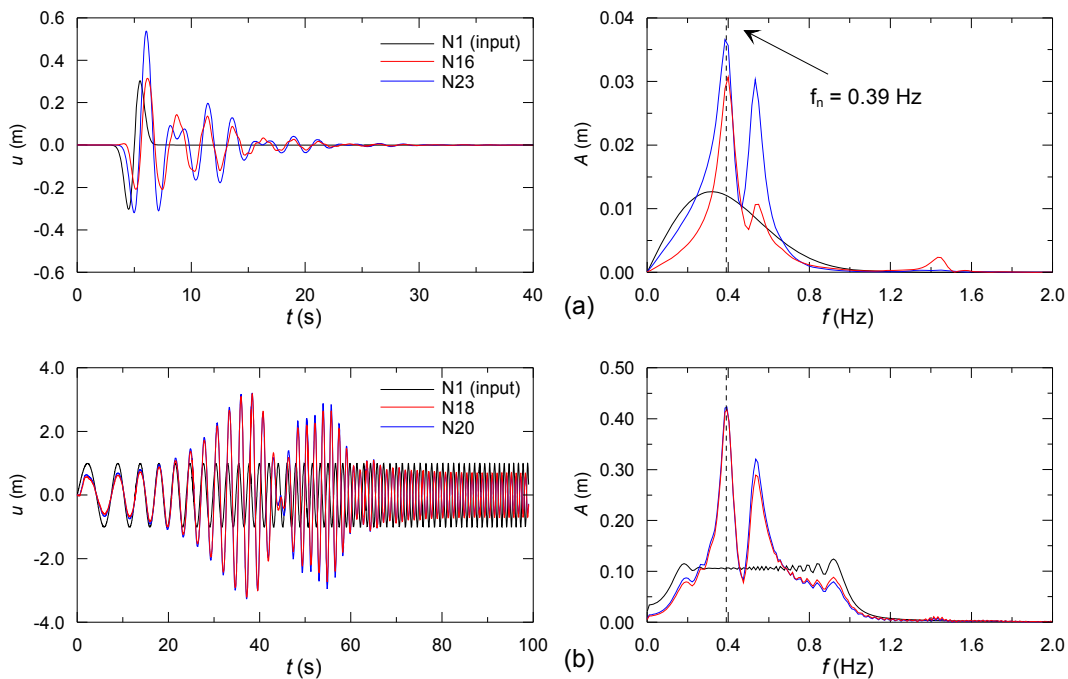 0.6
0.4
0.2
0.0
-0.2
-0.4
-0.6
u (m)
0
10
20
30
40
t (s)
N1 (input)
N16
N23
(a)
0.04
0.03
0.02
0.01
0.00
A (m)
0.0
0.4
0.8
1.2
1.6
2.0
f (Hz)
fn = 0.39 Hz
4.0
2.0
0.0
-2.0
-4.0
u (m)
0
20
40
60
80
100
t (s)
N1 (input)
N18
N20
(b)
0.50
0.40
0.30
0.20
0.10
0.00
A (m)
0.0
0.4
0.8
1.2
1.6
2.0
f (Hz)